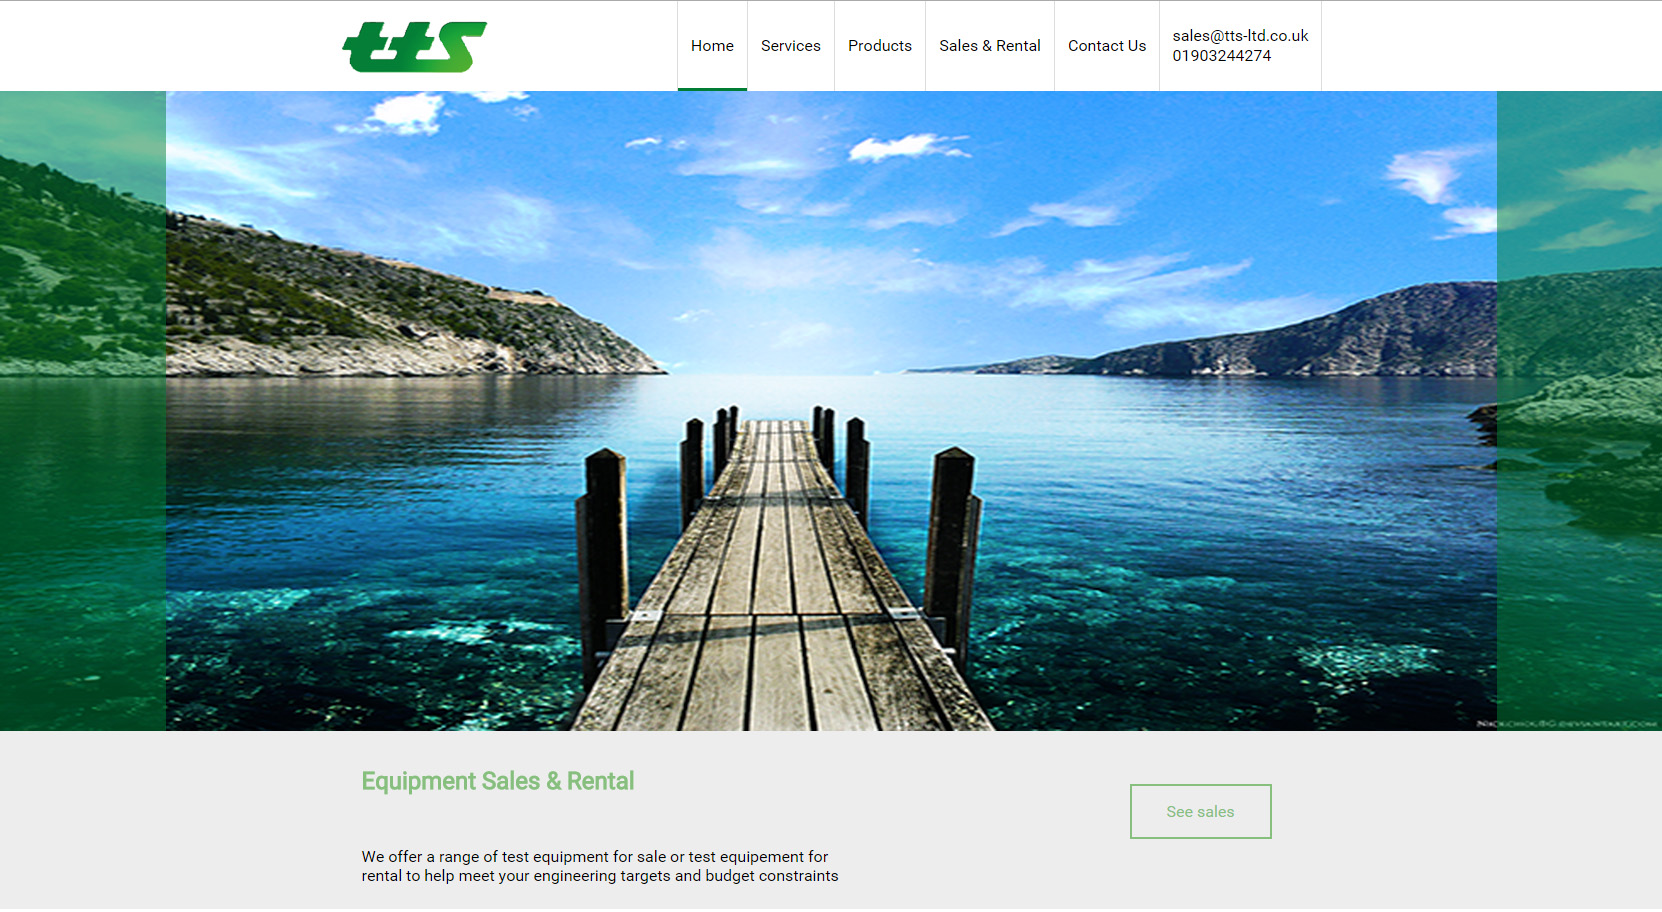 tts
Home
Services
Products
Sales & Rental
Contact Us
sales@tts-ltd.co.uk
01903244274
Equipment Sales & Rental
See sales
We offer a range of test equipment for sale or test equipement for
rental to help meet your engineering targets and budget constraints